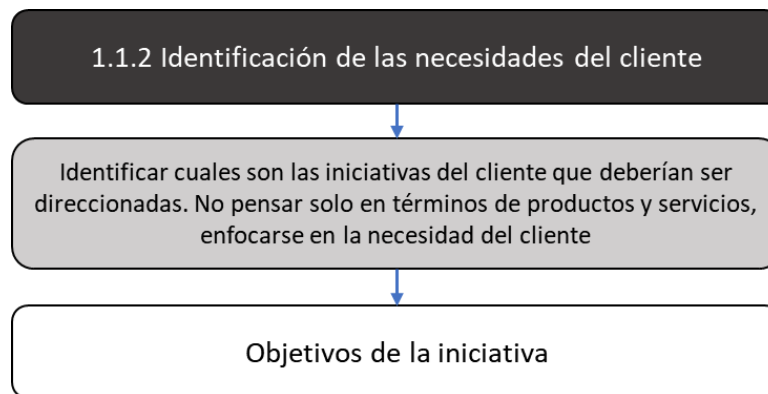 1.1.2 Identificación de las necesidades del cliente
Identificar cuales son las iniciativas del cliente que deberían ser
direccionadas. No pensar solo en términos de productos y servicios,
enfocarse en la necesidad del cliente
Objetivos de la iniciativa